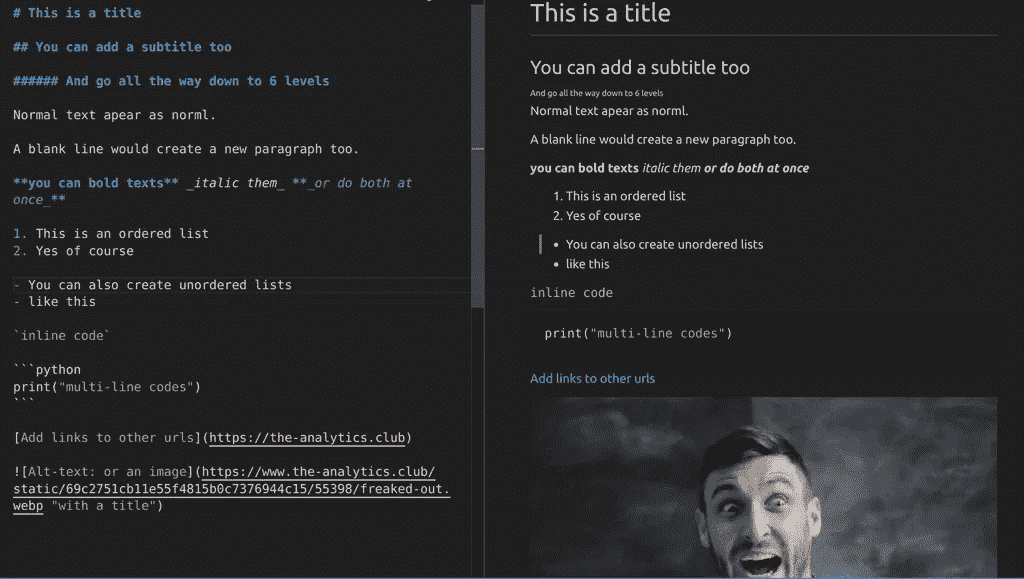 # This is a title
## You can add a subtitle too
###### And go all the way down to 6 levels
Normal text apear as norml.
A blank line would create a new paragraph too.
**you can bold texts** _italic them_ **_or do both at
once_**
1. This is an ordered list
2. Yes of course
- You can also create unordered lists
- like this
`inline code`
```python
print("multi-line codes")
```
[Add links to other urls](https://the-analytics.club)
![Alt-text: or an image](https://www.the-analytics.club/
static/69c2751cb11e55f4815b0c7376944c15/55398/freaked-out.
webp "with a title")
This is a title
You can add a subtitle too
And go all the way down to 6 levels
Normal text apear as norml.
A blank line would create a new paragraph too.
you can bold texts italic them or do both at once
1. This is an ordered list
2. Yes of course
• You can also create unordered lists
• like this
inline code
print("multi-line codes")
Add links to other urls